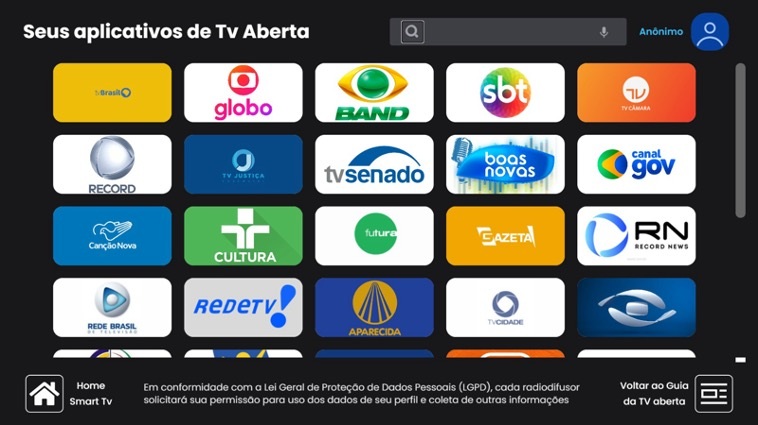 Seus aplicativos de Tv Aberta
Anônimo
tvBrasil
globo
BAND
sbt
TV CÂMARA
RECORD
TV JUSTIÇA
tvsenado
boas novas
canal gov
Canção Nova
CULTURA
futura
GAZETA
RN RECORD NEWS
REDE BRASIL
DE TELEVISÃO
REDETV!
APARECIDA
TVCIDADE
Home
Smart Tv
Em conformidade com a Lei Geral de Proteção de Dados Pessoais (LGPD), cada radiodifusor
solicitará sua permissão para uso dos dados de seu perfil e coleta de outras informações
Voltar ao Guia
da TV aberta